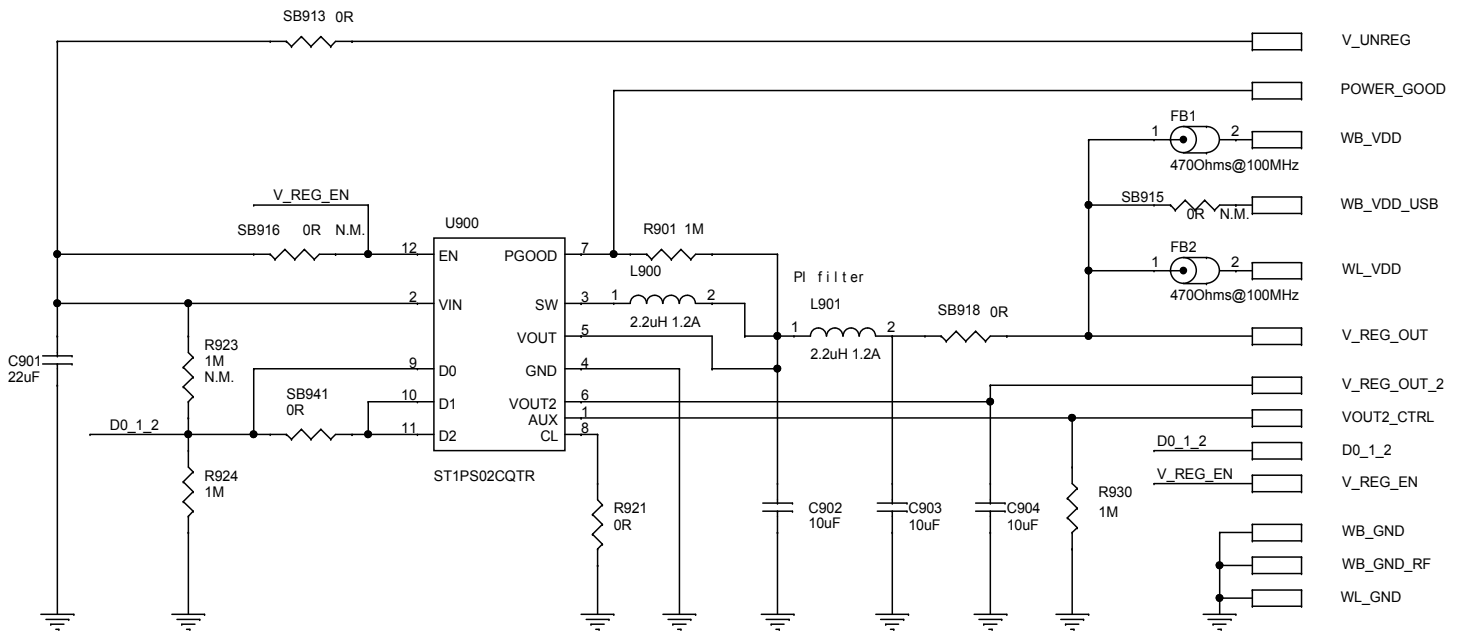 SB913 0R
V_UNREG
POWER_GOOD
FB1
1 2
WB_VDD
470Ohms@100MHz
V_REG_EN
SB915
0R N.M.
WB_VDD_USB
U900
SB916 0R N.M.
12 EN
PGOOD 7
R901 1M
FB2
1 2
WL_VDD
470Ohms@100MHz
L900
2 VIN
SW 3
1 2
2.2uH 1.2A
PI filter
L901
1 2
2.2uH 1.2A
SB918 0R
VOUT 5
V_REG_OUT
C901
22uF
R923
1M
N.M.
9 D0
GND 4
V_REG_OUT_2
SB941
0R
10 D1
VOUT2 6
AUX 1
VOUT2_CTRL
D0_1_2
11 D2
CL 8
D0_1_2
D0_1_2
ST1PS02CQTR
R924
1M
V_REG_EN
V_REG_EN
R921
0R
C902
10uF
C903
10uF
C904
10uF
R930
1M
WB_GND
WB_GND_RF
WL_GND